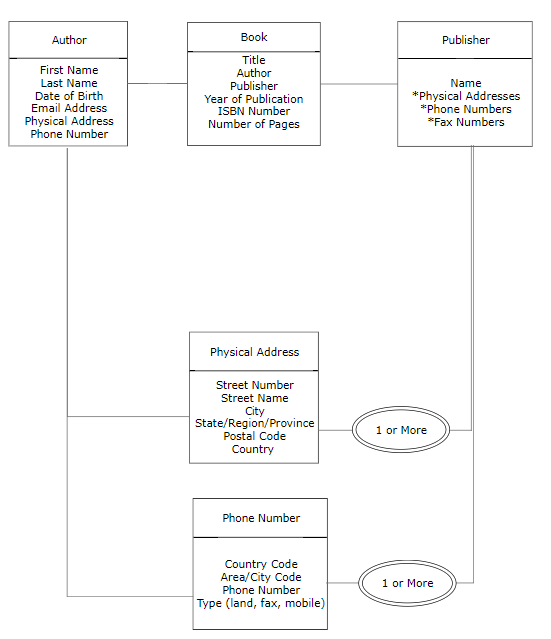 Author
First Name
Last Name
Date of Birth
Email Address
Physical Address
Phone Number
Book
Title
Author
Publisher
Year of Publication
ISBN Number
Number of Pages
Publisher
Name
*Physical Addresses
*Phone Numbers
*Fax Numbers
Physical Address
Street Number
Street Name
City
State/Region/Province
Postal Code
Country
1 or More
Phone Number
Country Code
Area/City Code
Phone Number
Type (land, fax, mobile)
1 or More